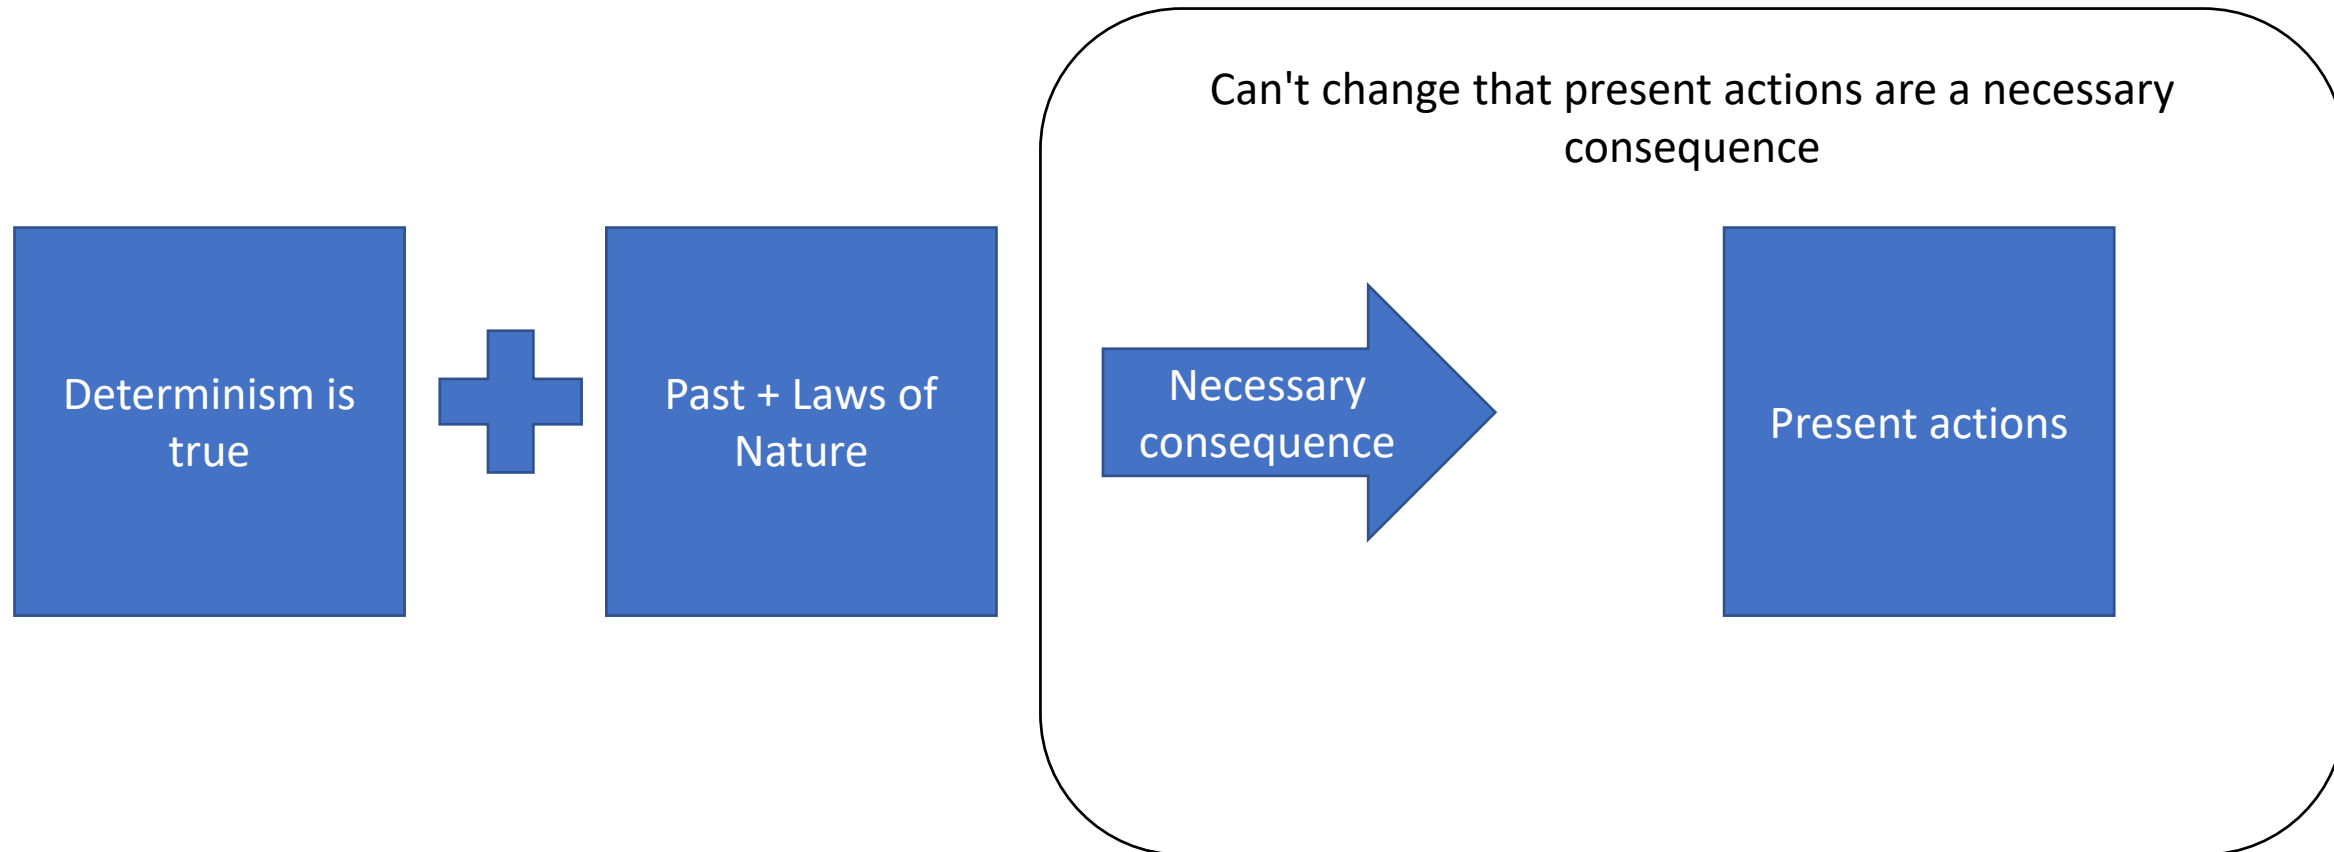 Can't change that present actions are a necessary
consequence
Determinism is
true
Past + Laws of
Nature
Necessary
consequence
Present actions